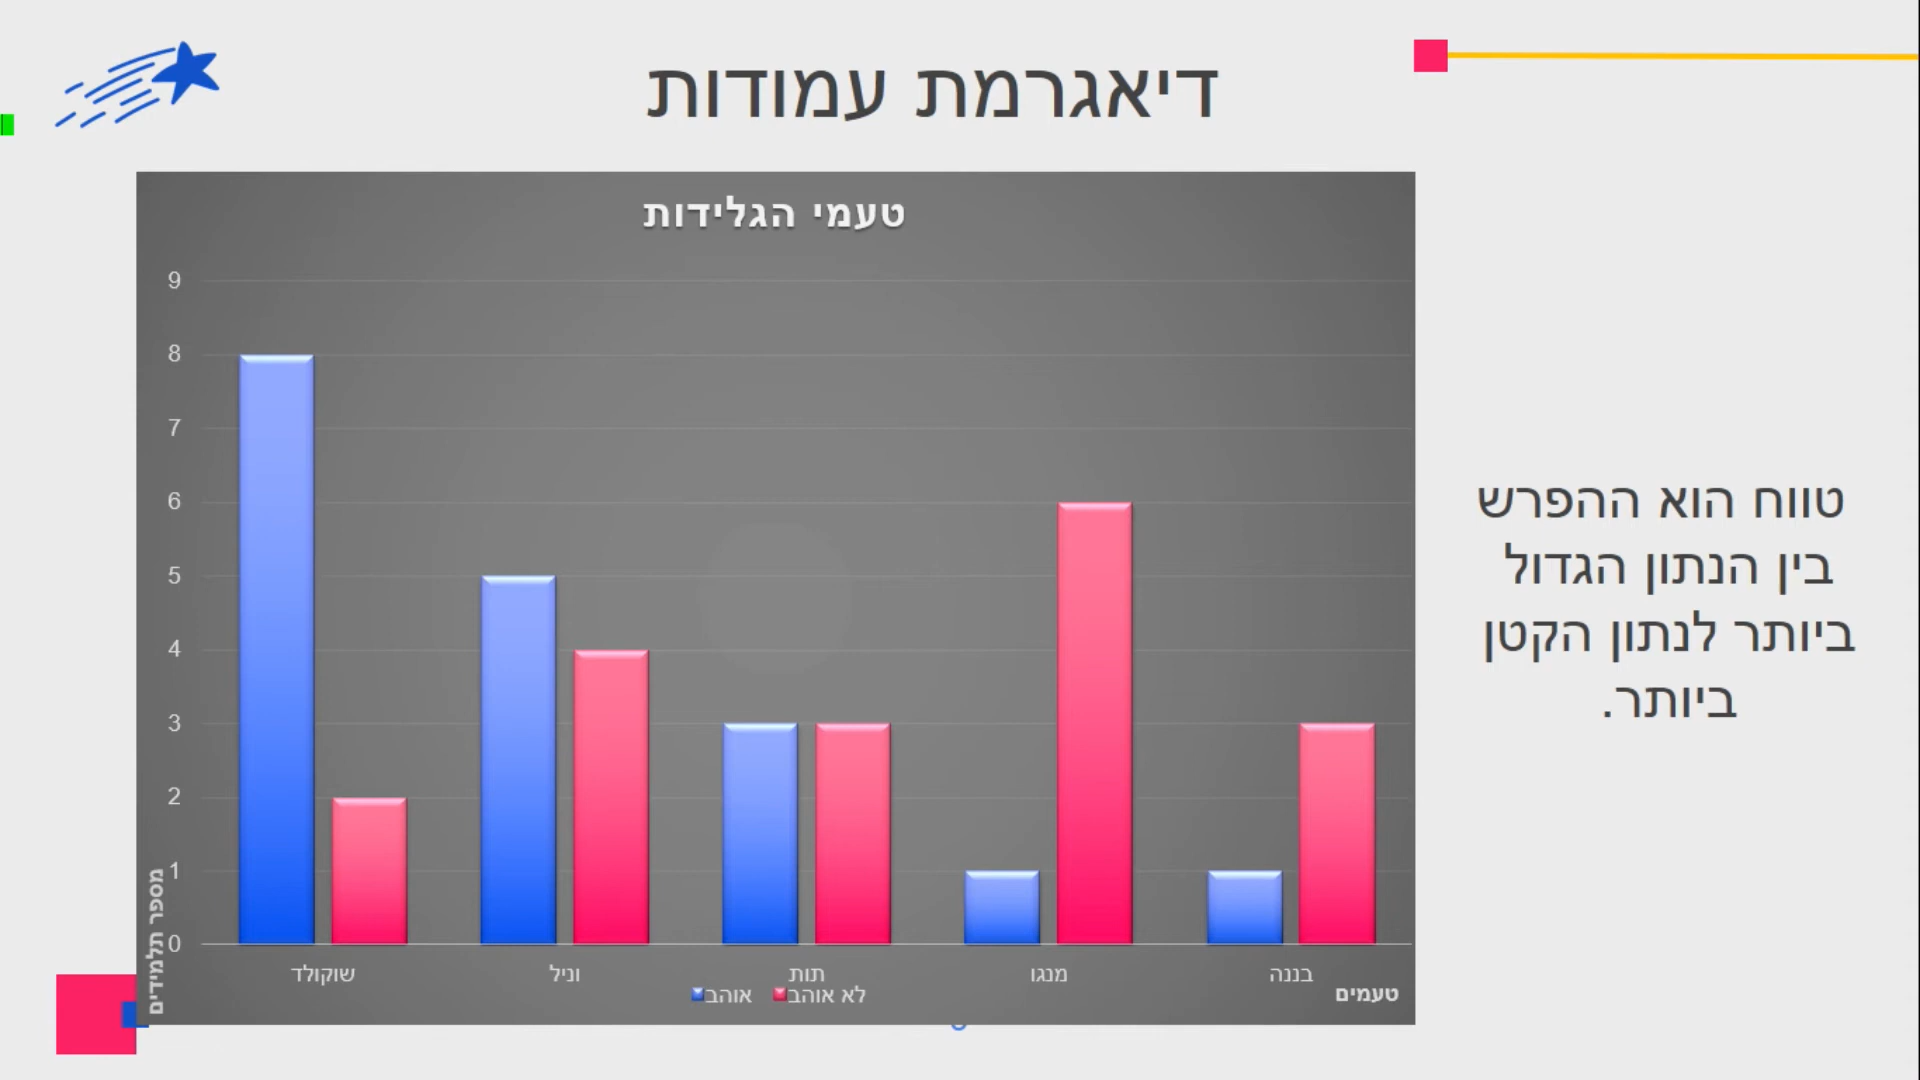 דיאגרמת עמודות
טעמי הגלידות
9
8
7
6
5
4
3
2
1
0
מספר תלמידים
שוקולד
וניל
תות
מנגו
בננה
טעמים
אוהב
לא אוהב
טווח הוא ההפרש
בין הנתון הגדול
ביותר לנתון הקטן
ביותר.